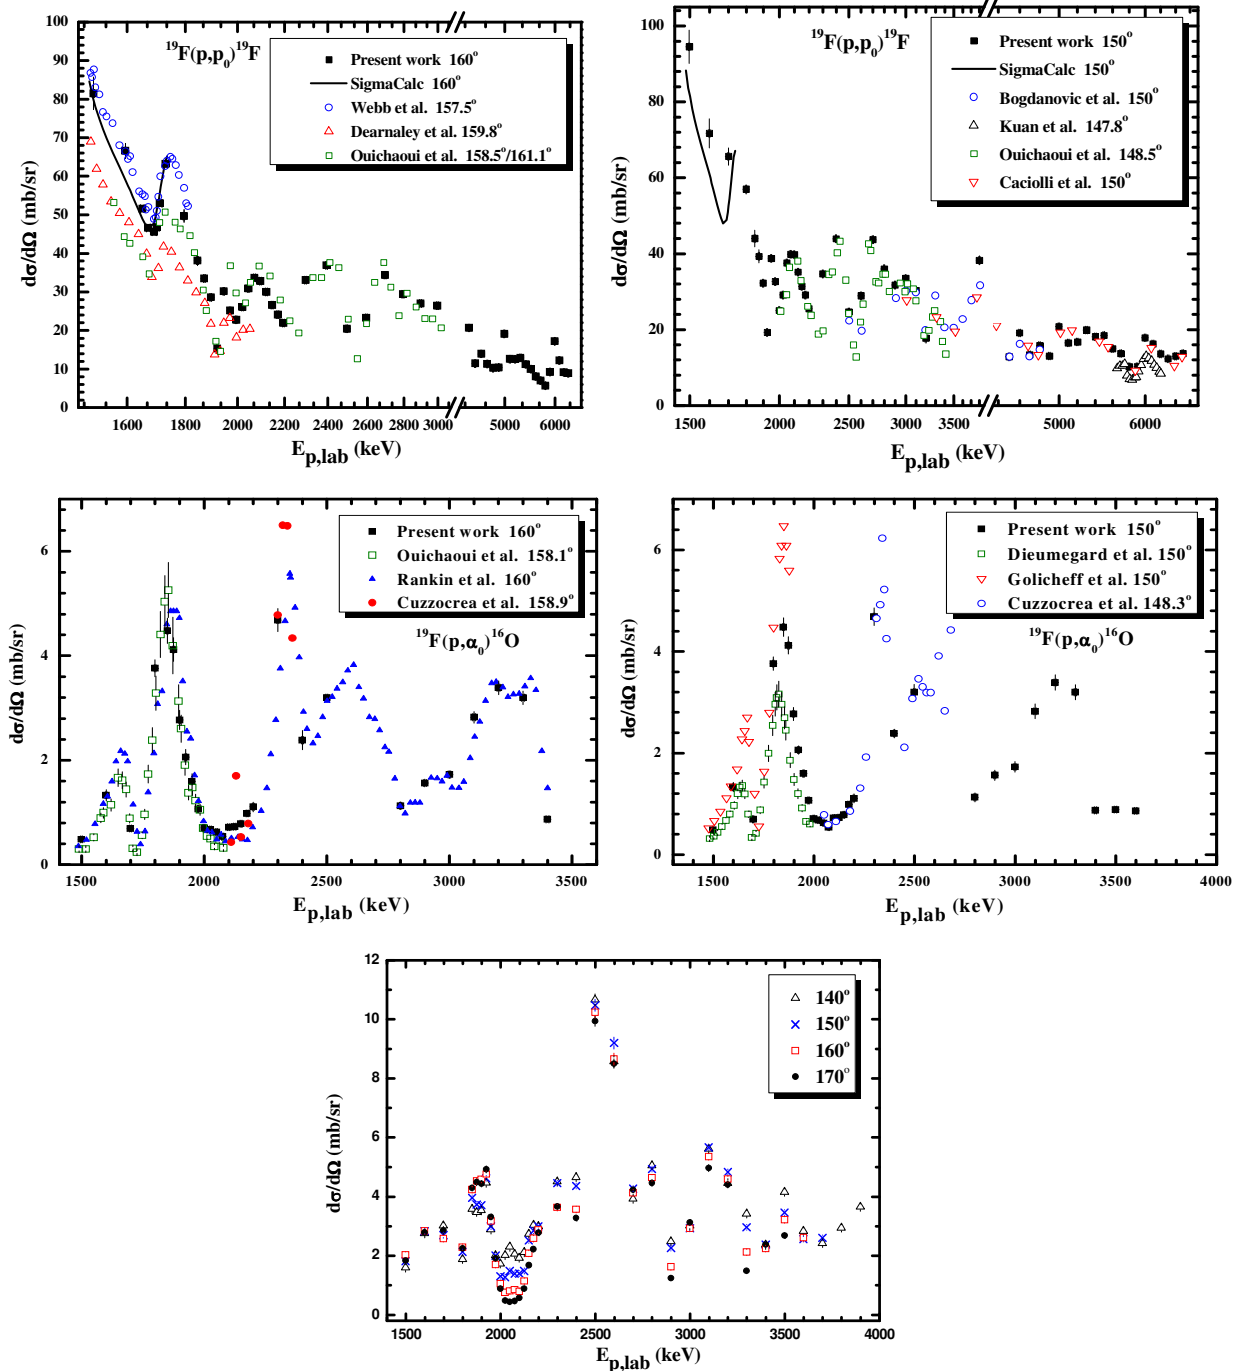 ¹⁹F(p,p₀)¹⁹F
Present work 160°
SigmaCalc 160°
Webb et al. 157.5°
Dearnaley et al. 159.8°
Ouichaoui et al. 158.5°/161.1°
dσ/dΩ (mb/sr)
100
90
80
70
60
50
40
30
20
10
0
1600 1800 2000 2200 2400 2600 2800 3000 5000 6000
E p,lab (keV)
¹⁹F(p,p₀)¹⁹F
Present work 150°
SigmaCalc 150°
Bogdanovic et al. 150°
Kuan et al. 147.8°
Ouichaoui et al. 148.5°
Caciolli et al. 150°
dσ/dΩ (mb/sr)
100
80
60
40
20
0
1500 2000 2500 3000 5000 6000
E p,lab (keV)
Present work 160°
Ouichaoui et al. 158.1°
Rankin et al. 160°
Cuzzocrea et al. 158.9°
¹⁹F(p,α₀)¹⁶O
dσ/dΩ (mb/sr)
6
4
2
0
1500 2000 2500 3000 3500
E p,lab (keV)
Present work 150°
Dieumegard et al. 150°
Golicheff et al. 150°
Cuzzocrea et al. 148.3°
¹⁹F(p,α₀)¹⁶O
dσ/dΩ (mb/sr)
6
4
2
0
1500 2000 2500 3000 3500 4000
E p,lab (keV)
140°
150°
160°
170°
dσ/dΩ (mb/sr)
12
10
8
6
4
2
0
1500 2000 2500 3000 3500 4000
E p,lab (keV)